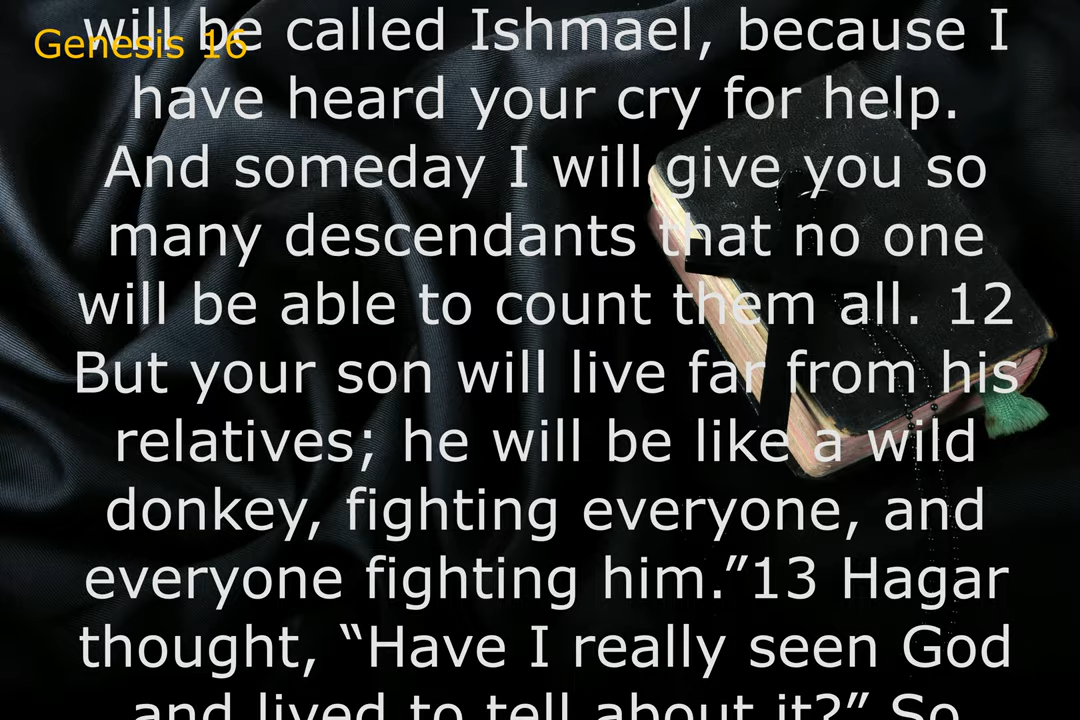 Genesis 16
will be called Ishmael, because I
have heard your cry for help.
And someday I will give you so
many descendants that no one
will be able to count them all. 12
But your son will live far from his
relatives; he will be like a wild
donkey, fighting everyone, and
everyone fighting him.”13 Hagar
thought, “Have I really seen God
and lived to tell about it?” So